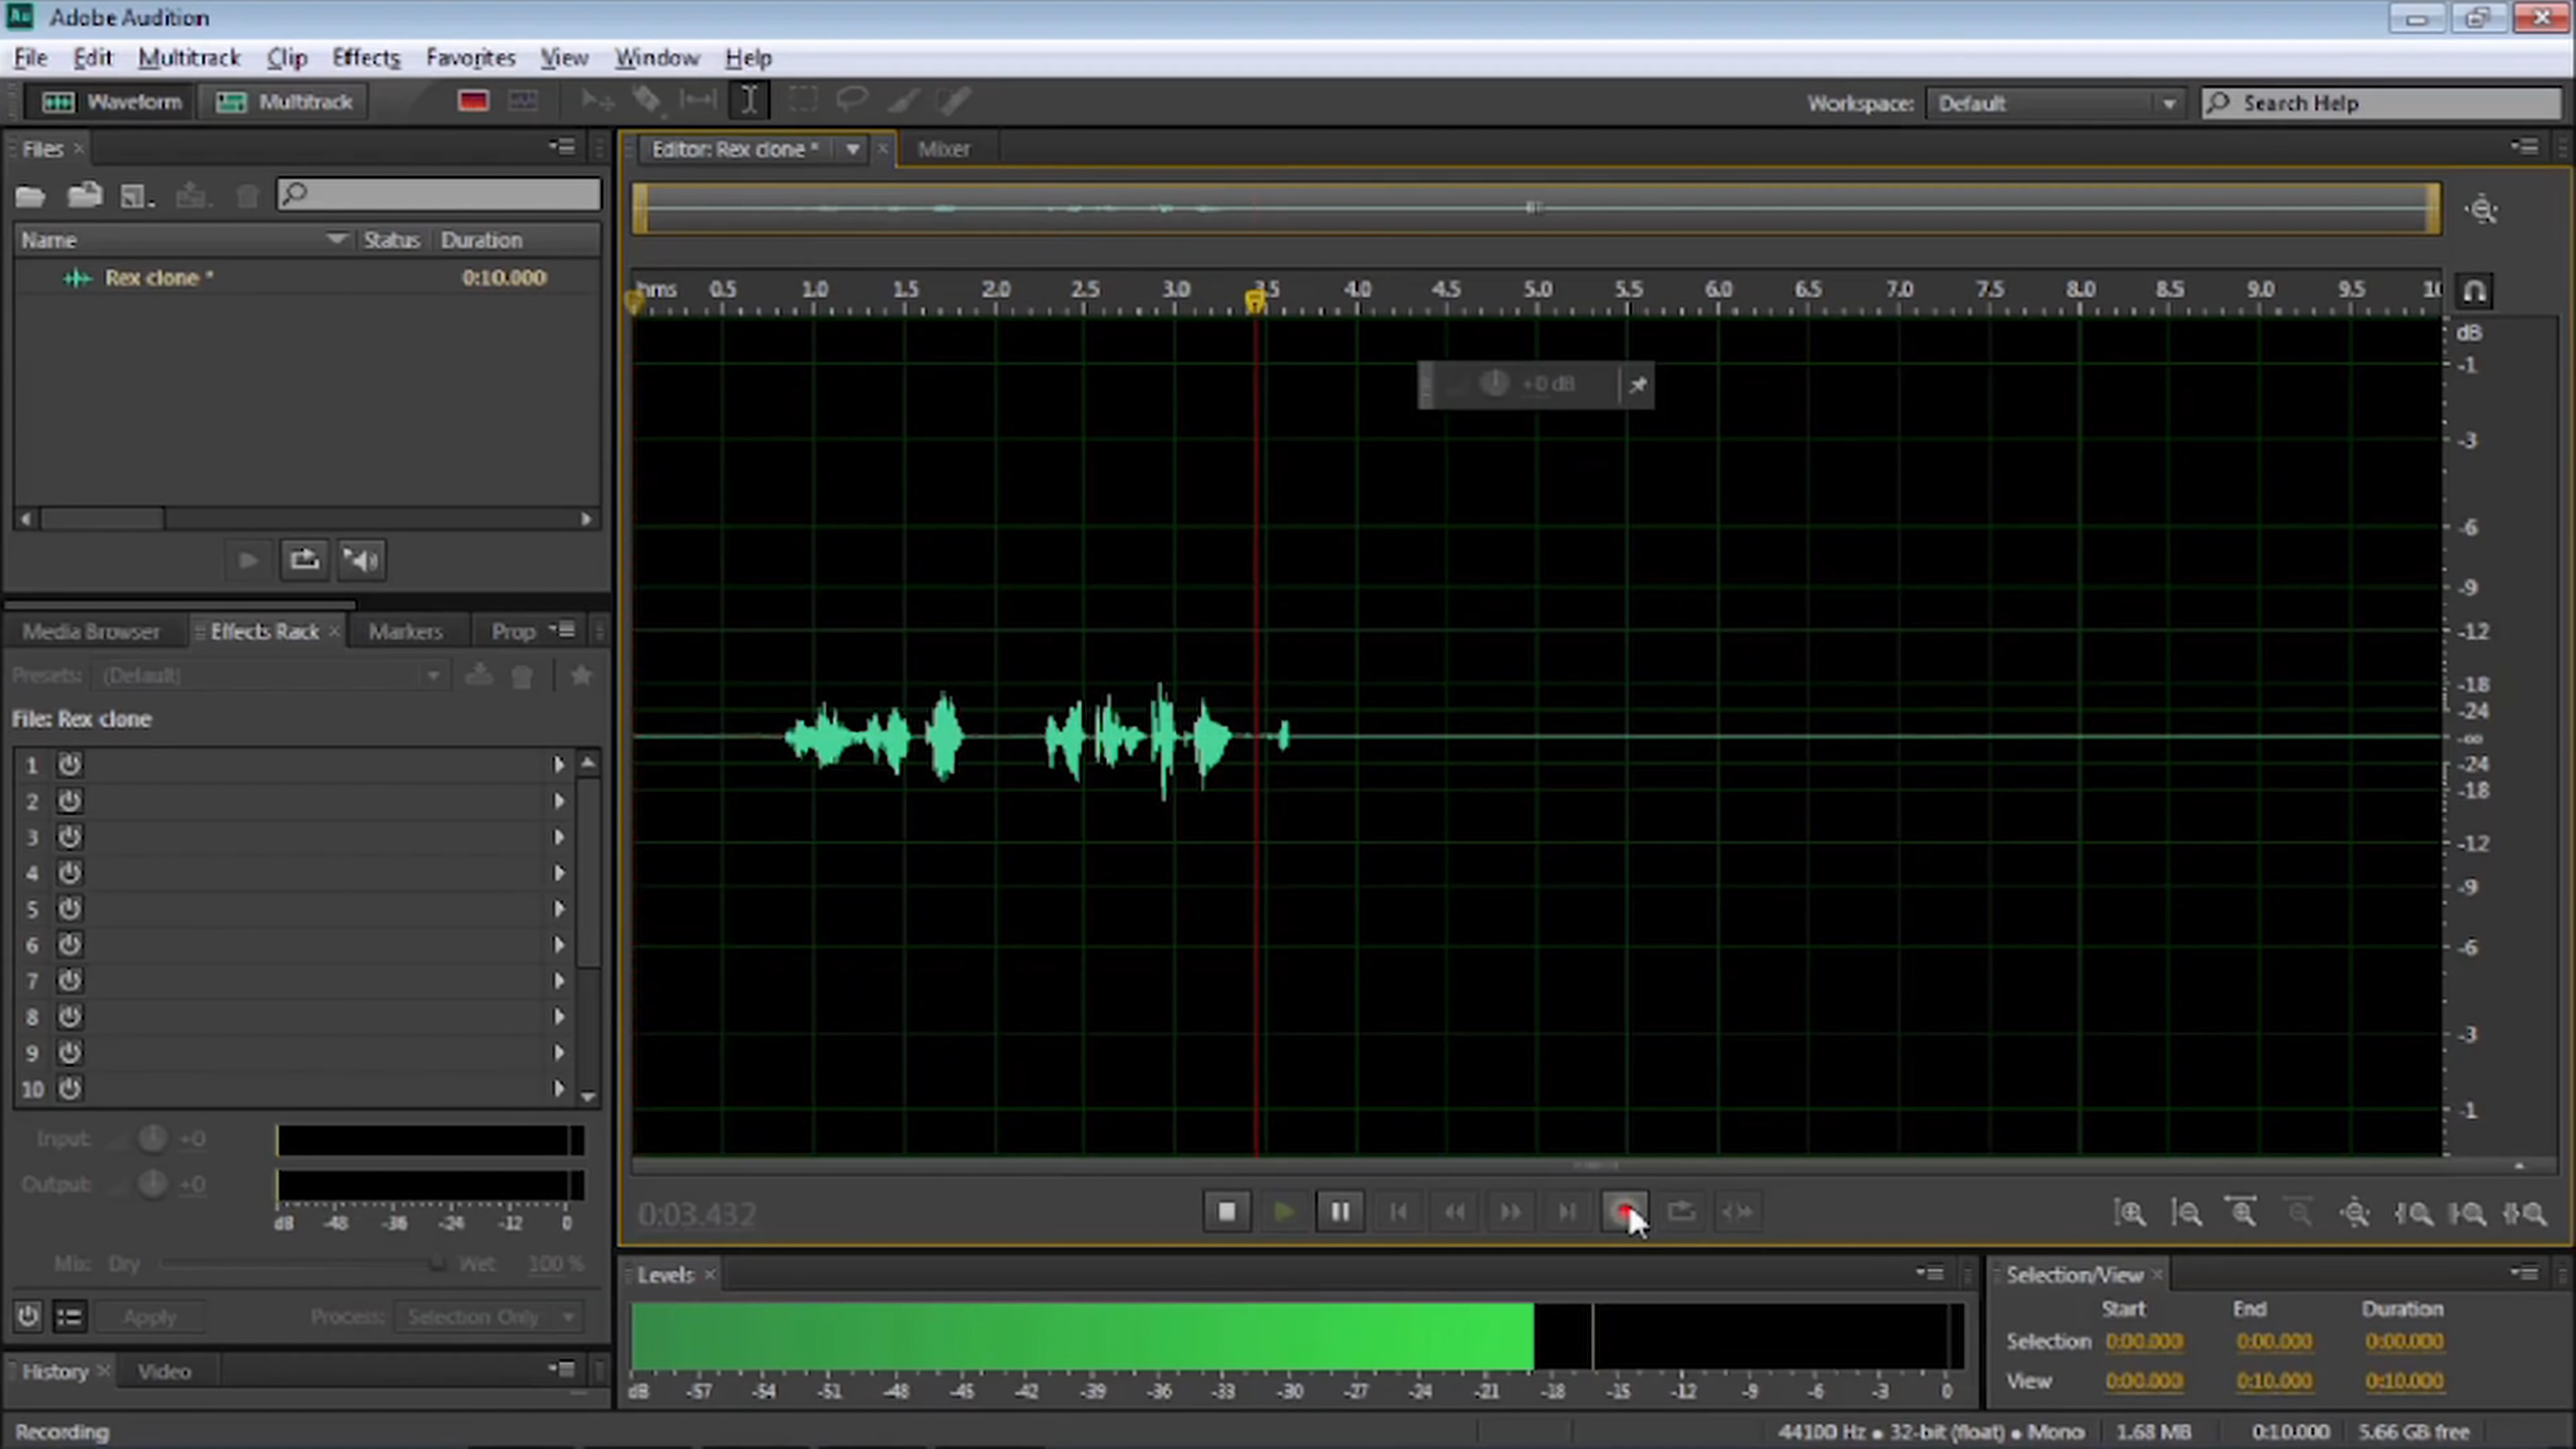 Au Adobe Audition
File Edit Multitrack Clip Effects Favorites View Window Help
Waveform Multitrack Workspace: Default Search Help
Files × Editor: Rex clone * × Mixer
Name Status Duration
Rex clone * 0:10.000
hms 0.5 1.0 1.5 2.0 2.5 3.0 3.5 4.0 4.5 5.0 5.5 6.0 6.5 7.0 7.5 8.0 8.5 9.0 9.5
dB
-1
+0 dB
-3
-6
-9
-12
-18
-24
-∞
-24
-18
-12
-9
-6
-3
-1
Media Browser Effects Rack × Markers Prop
Presets: (Default)
File: Rex clone
1
2
3
4
5
6
7
8
9
10
Input: +0
Output: +0
dB -48 -36 -24 -12 0
Mix: Dry Wet 100 %
Apply Process: Selection Only
History × Video
0:03.432
Levels ×
dB -57 -54 -51 -48 -45 -42 -39 -36 -33 -30 -27 -24 -21 -18 -15 -12 -9 -6 -3 0
Selection/View ×
Start End Duration
Selection 0:00.000 0:00.000 0:00.000
View 0:00.000 0:10.000 0:10.000
Recording 44100 Hz ● 32-bit (float) ● Mono 1.68 MB 0:10.000 5.66 GB free